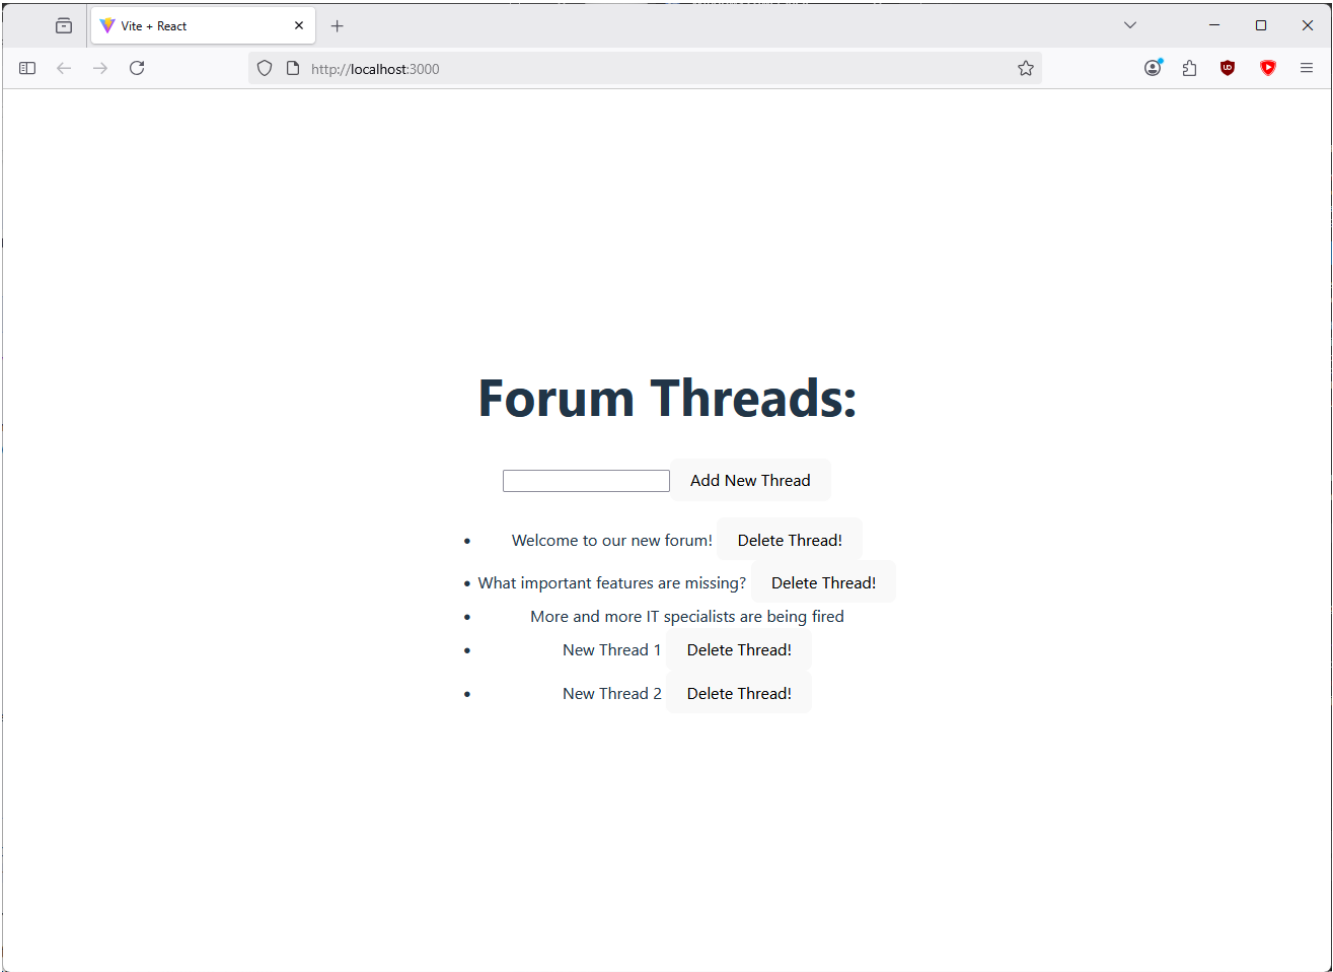 Vite + React
http://localhost:3000
Forum Threads:
Add New Thread
Welcome to our new forum! Delete Thread!
What important features are missing? Delete Thread!
More and more IT specialists are being fired
New Thread 1 Delete Thread!
New Thread 2 Delete Thread!